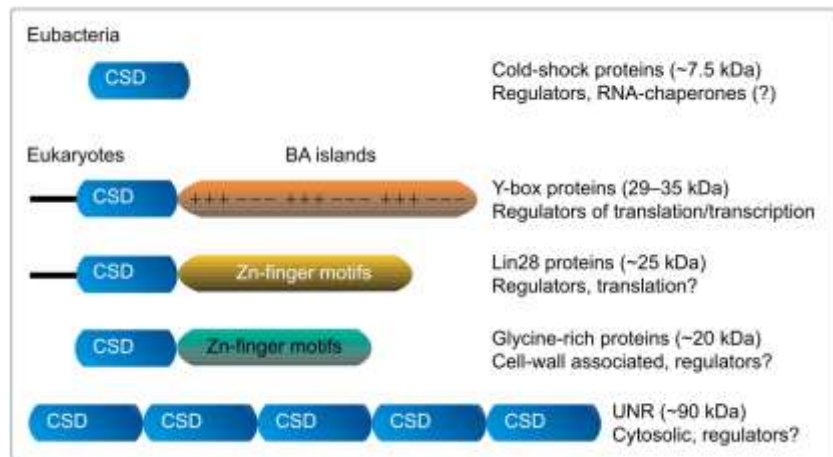 Eubacteria
CSD
Cold-shock proteins (~7.5 kDa)
Regulators, RNA-chaperones (?)
Eukaryotes
BA islands
CSD
+++ −−− +++ −−− +++ −−−
Y-box proteins (29–35 kDa)
Regulators of translation/transcription
CSD
Zn-finger motifs
Lin28 proteins (~25 kDa)
Regulators, translation?
CSD
Zn-finger motifs
Glycine-rich proteins (~20 kDa)
Cell-wall associated, regulators?
CSD CSD CSD CSD CSD
UNR (~90 kDa)
Cytosolic, regulators?